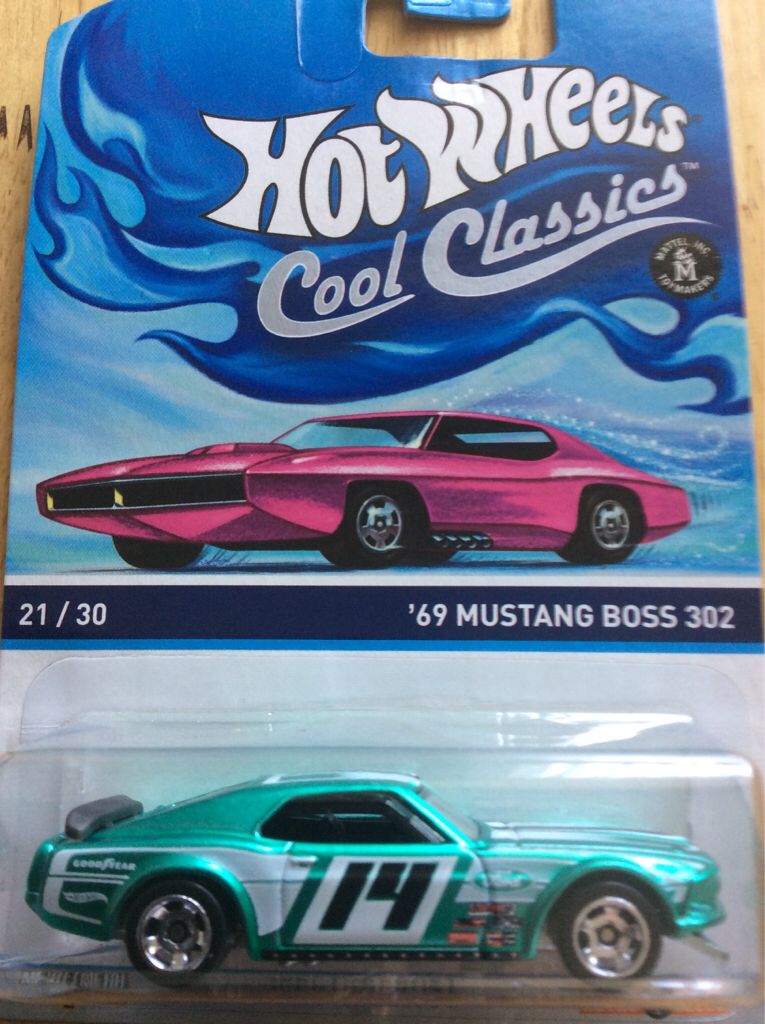 Hot Wheels
™
Cool Classics
MATTEL, INC.
M
TOYMAKERS
21 / 30
'69 MUSTANG BOSS 302
GOODYEAR
14